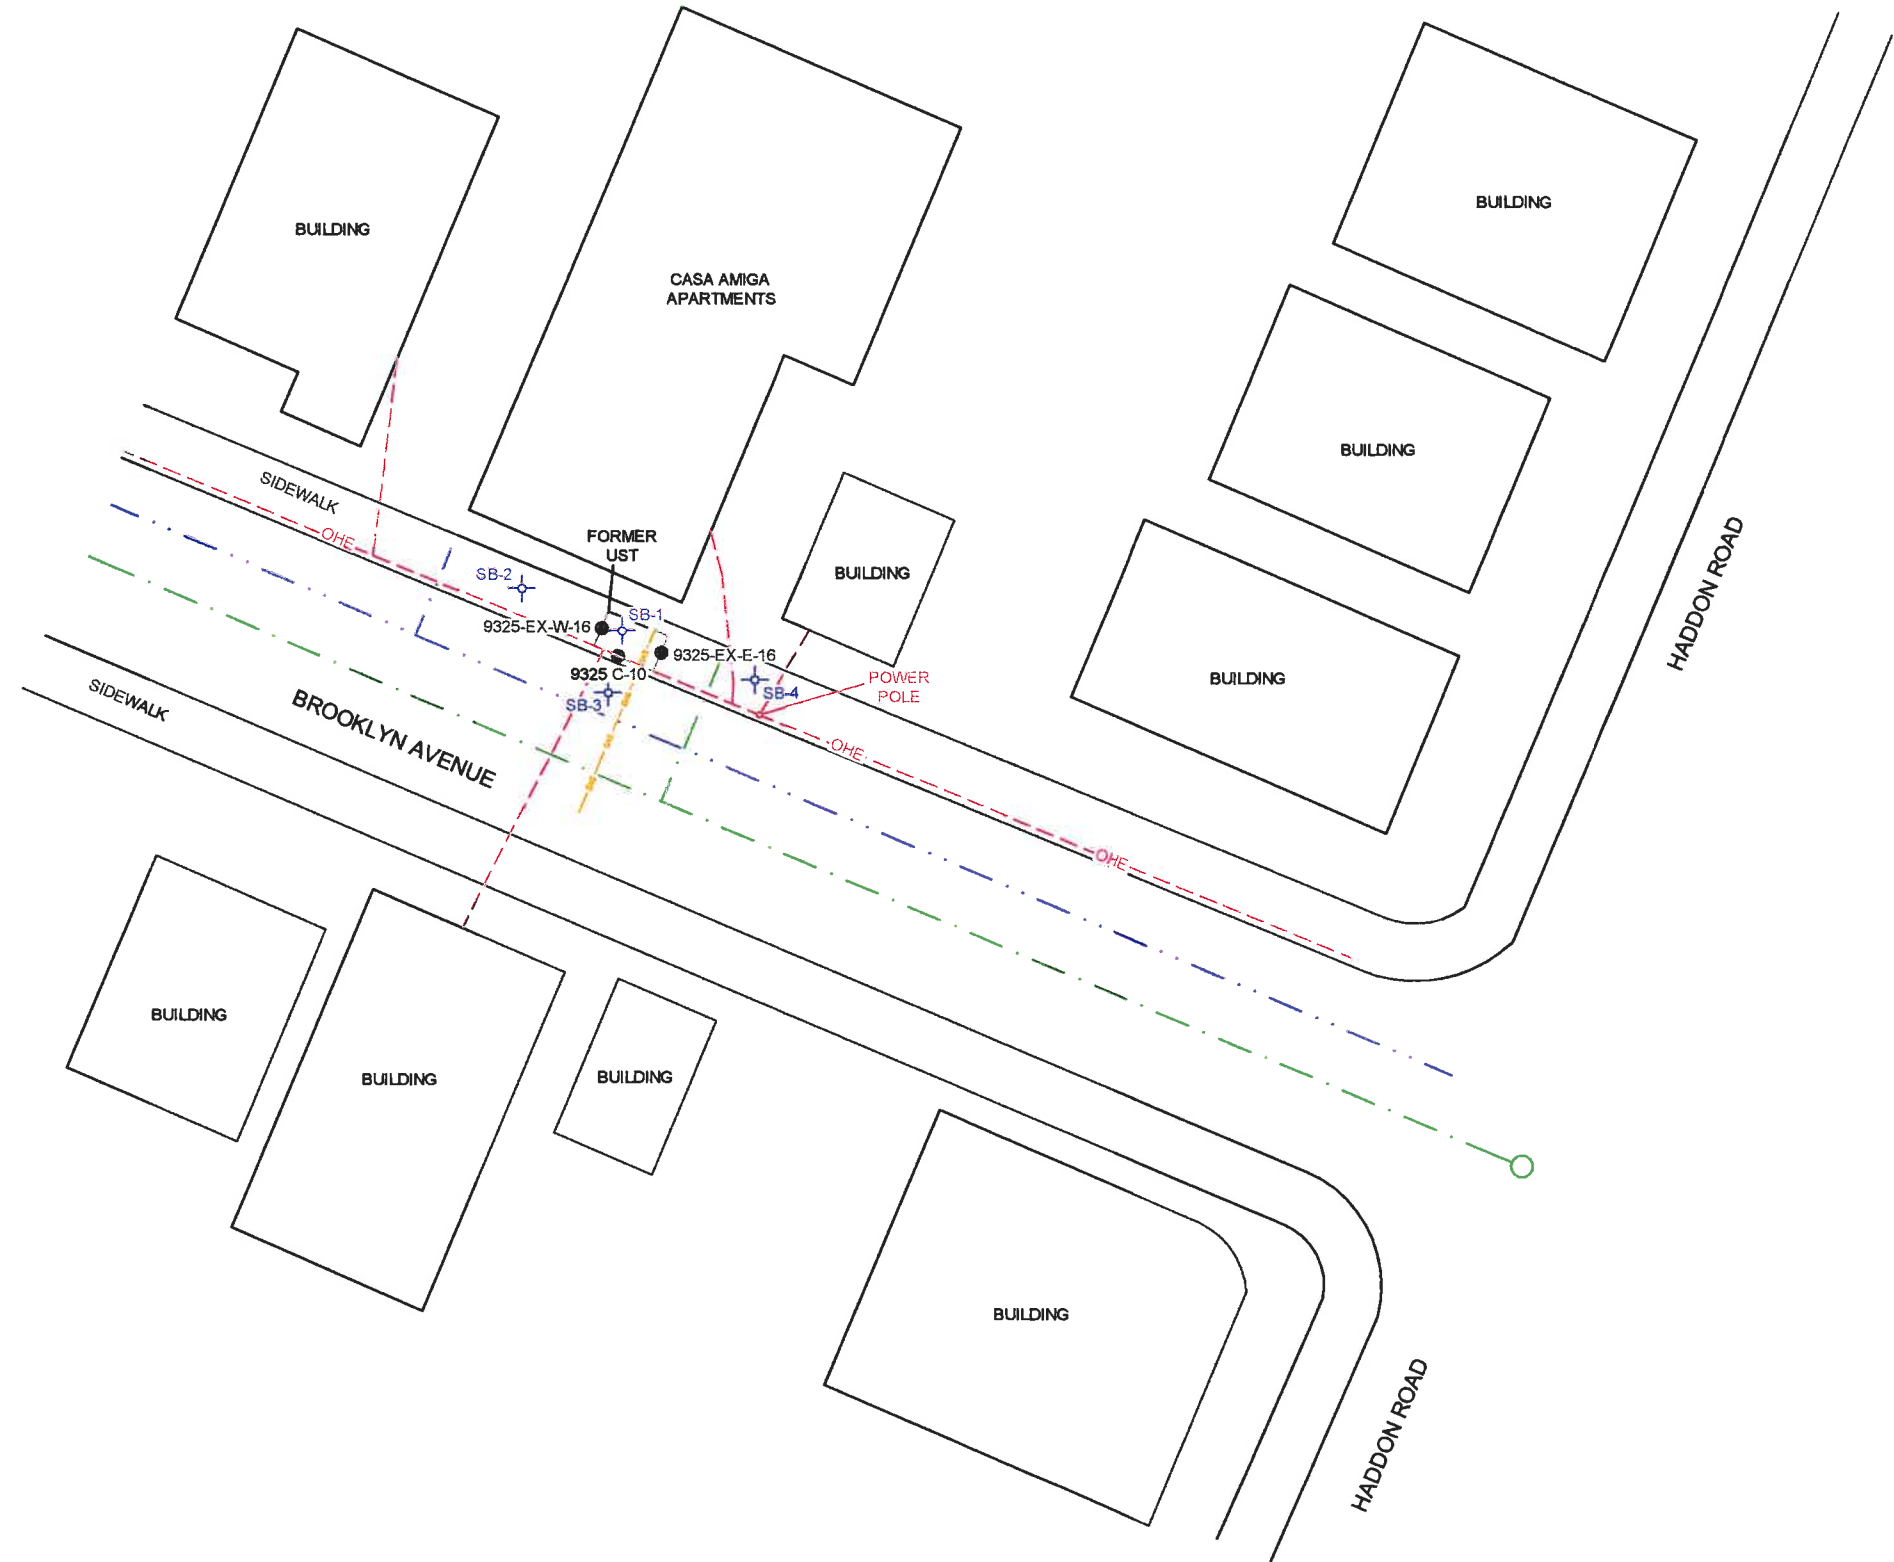 BUILDING
BUILDING
CASA AMIGA
APARTMENTS
BUILDING
SIDEWALK
OHE
FORMER
UST
SB-2
BUILDING
HADDON ROAD
SB-1
9325-EX-W-16
9325-EX-E-16
9325 C-10
SB-4
POWER
POLE
BUILDING
SB-3
SIDEWALK
BROOKLYN AVENUE
OHE
OHE
BUILDING
BUILDING
BUILDING
BUILDING
HADDON ROAD